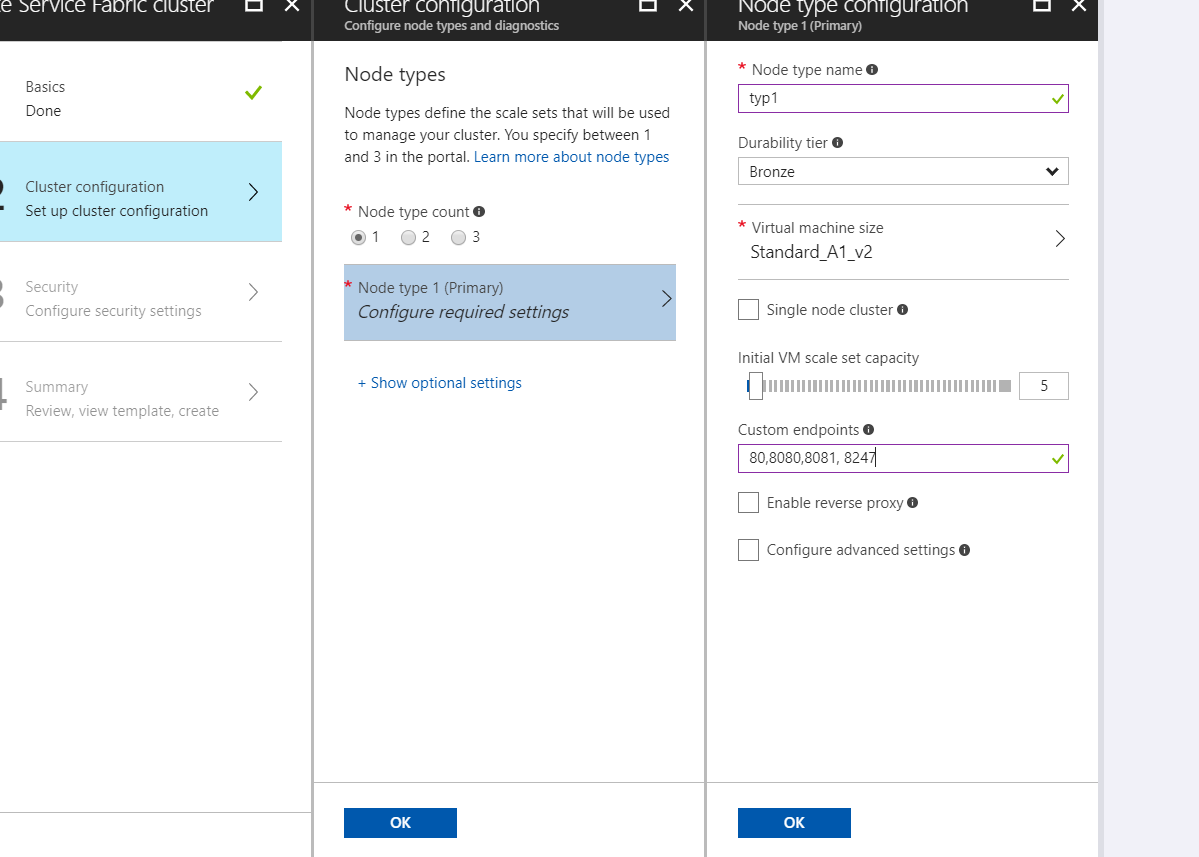 e Service Fabric cluster
Basics
Done
Cluster configuration
Set up cluster configuration
Security
Configure security settings
Summary
Review, view template, create
Cluster configuration
Configure node types and diagnostics
Node types
Node types define the scale sets that will be used
to manage your cluster. You specify between 1
and 3 in the portal. Learn more about node types
* Node type count
1 2 3
* Node type 1 (Primary)
Configure required settings
+ Show optional settings
OK
Node type configuration
Node type 1 (Primary)
* Node type name
typ1
Durability tier
Bronze
* Virtual machine size
Standard_A1_v2
Single node cluster
Initial VM scale set capacity
5
Custom endpoints
80,8080,8081, 8247
Enable reverse proxy
Configure advanced settings
OK